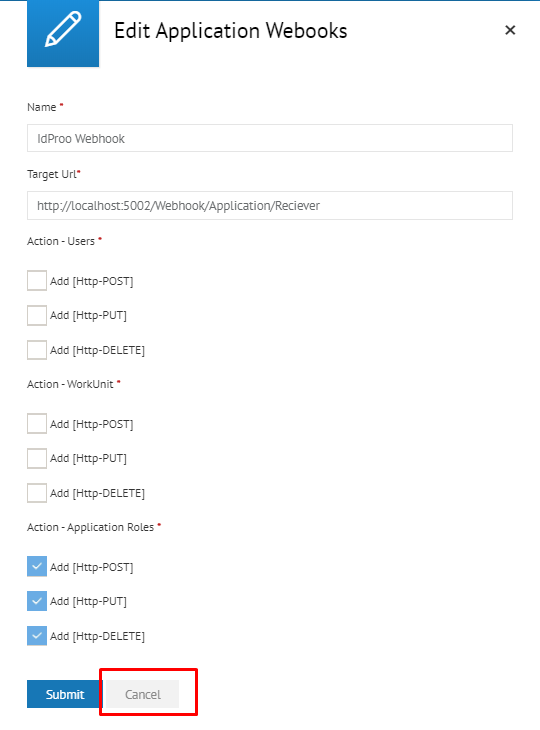 Edit Application Webooks
Name *
IdProo Webhook
Target Url*
http://localhost:5002/Webhook/Application/Reciever
Action - Users *
Add [Http-POST]
Add [Http-PUT]
Add [Http-DELETE]
Action - WorkUnit *
Add [Http-POST]
Add [Http-PUT]
Add [Http-DELETE]
Action - Application Roles *
Add [Http-POST]
Add [Http-PUT]
Add [Http-DELETE]
Submit Cancel